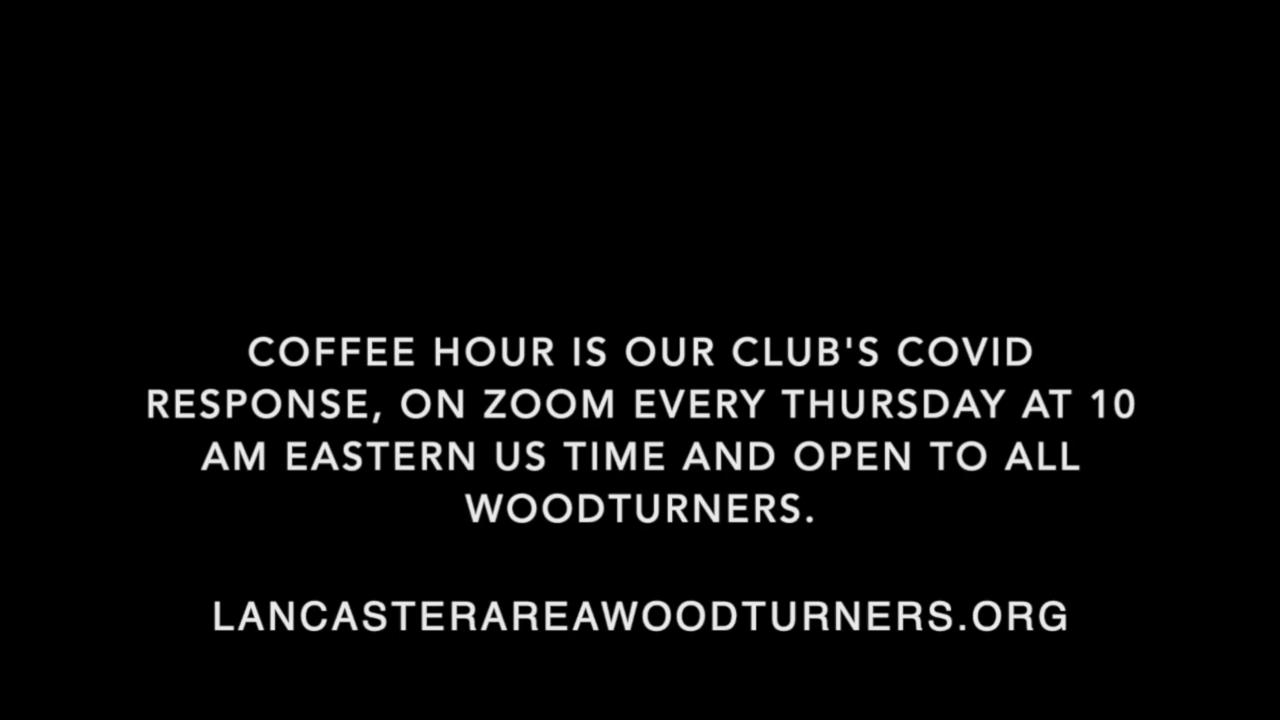 COFFEE HOUR IS OUR CLUB'S COVID
RESPONSE, ON ZOOM EVERY THURSDAY AT 10
AM EASTERN US TIME AND OPEN TO ALL
WOODTURNERS.
LANCASTERAREAWOODTURNERS.ORG